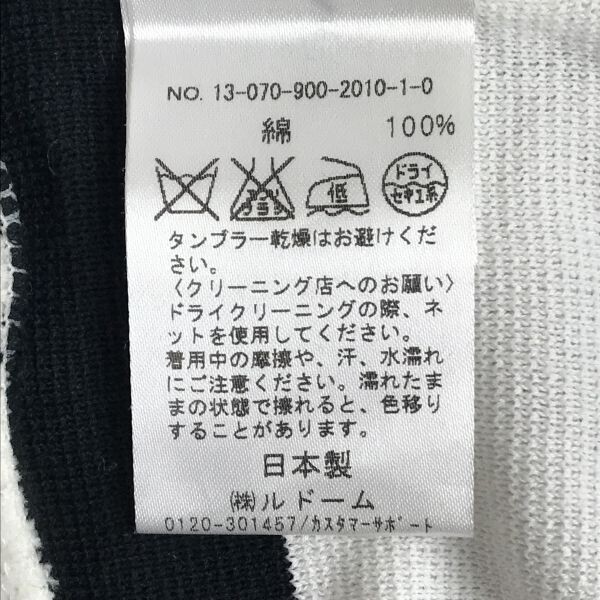 NO. 13-070-900-2010-1-0
綿 100%
エンソ サラシ 低 ドライ セキユ系
タンブラー乾燥はお避けくだ
さい。
〈クリーニング店へのお願い〉
ドライクリーニングの際、ネ
ットを使用してください。
着用中の摩擦や、汗、水濡れ
にご注意ください。濡れたま
まの状態で擦れると、色移り
することがあります。
日本製
㈱ルドーム
0120-301457/カスタマーサポート